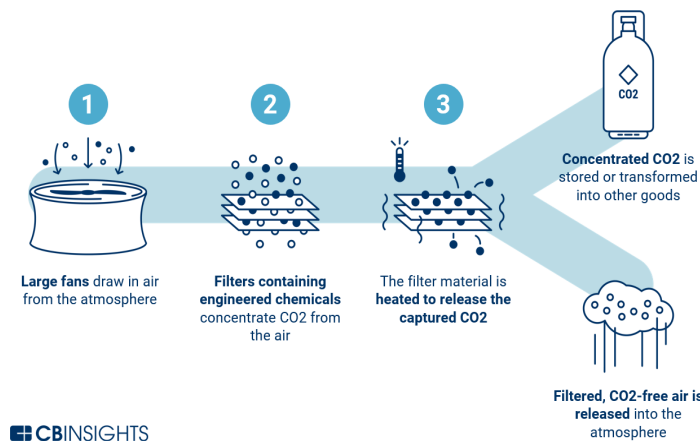 1
2
3
CO2
Large fans draw in air
from the atmosphere
Filters containing
engineered chemicals
concentrate CO2 from
the air
The filter material is
heated to release the
captured CO2
Concentrated CO2 is
stored or transformed
into other goods
Filtered, CO2-free air is
released into the
atmosphere
CBINSIGHTS